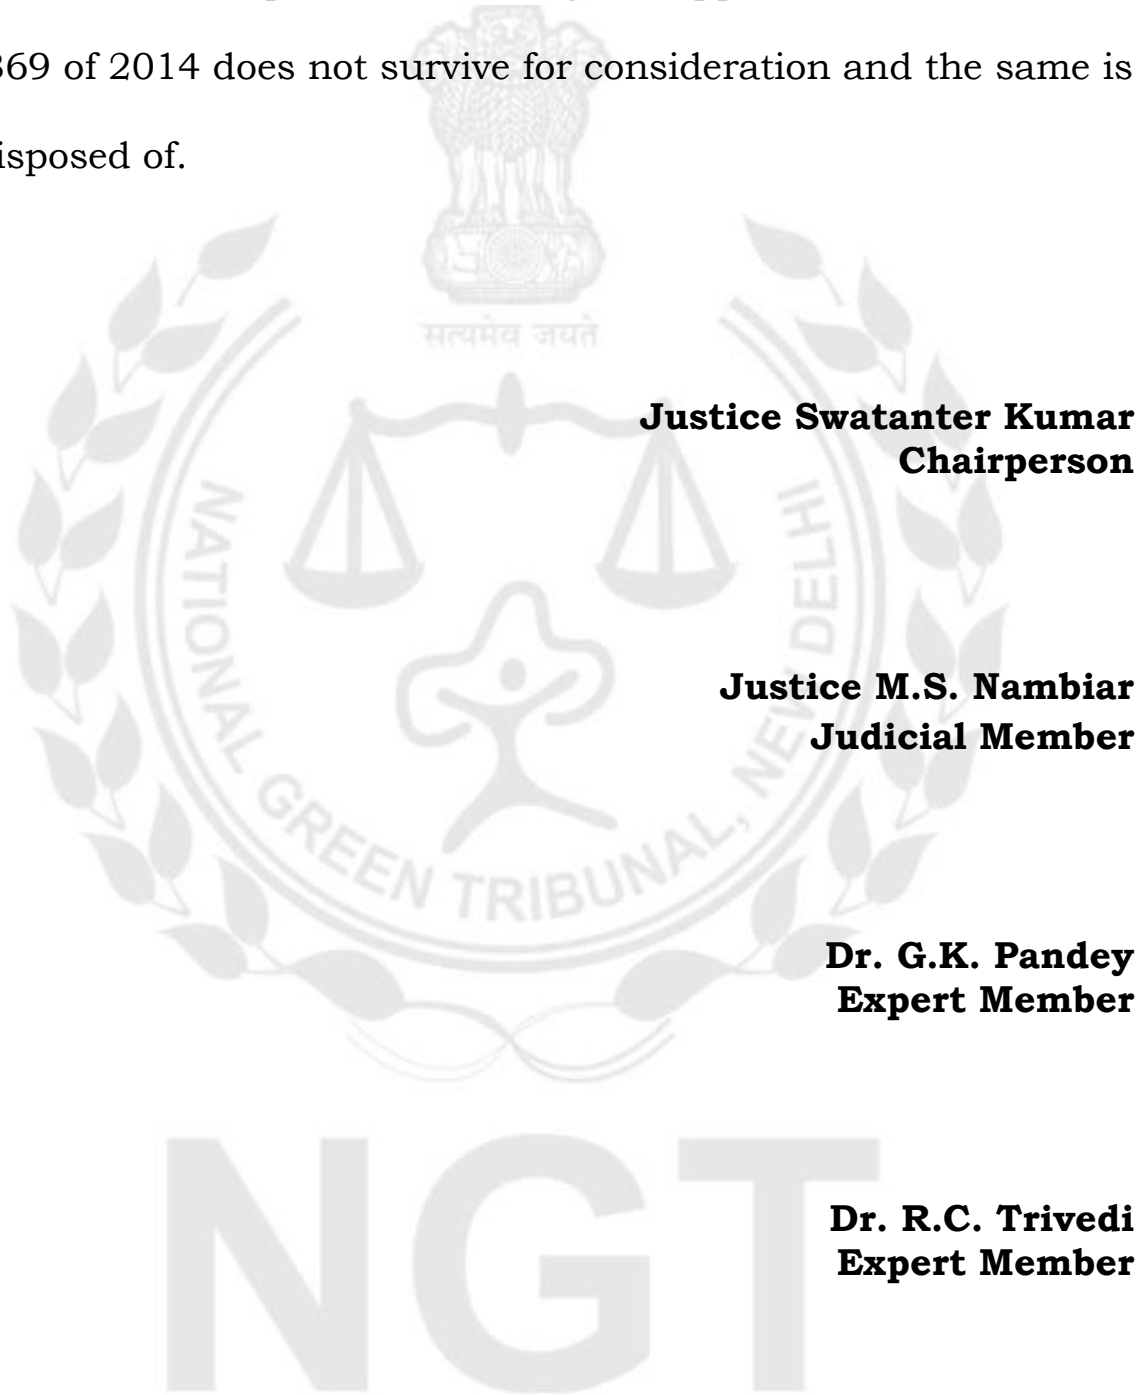 369 of 2014 does not survive for consideration and the same is
isposed of.
सत्यमेव जयते
Justice Swatanter Kumar
Chairperson
Justice M.S. Nambiar
Judicial Member
Dr. G.K. Pandey
Expert Member
Dr. R.C. Trivedi
Expert Member
NATIONAL GREEN TRIBUNAL, NEW DELHI
NGT